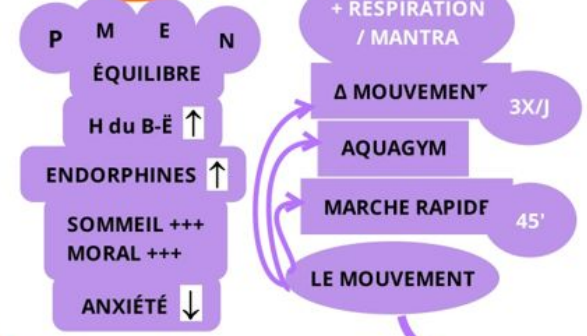 P M E N
ÉQUILIBRE
H du B-Ë ↑
ENDORPHINES ↑
SOMMEIL +++
MORAL +++
ANXIÉTÉ ↓
+ RESPIRATION
/ MANTRA
Δ MOUVEMENT
3X/J
AQUAGYM
MARCHE RAPIDE
45'
LE MOUVEMENT